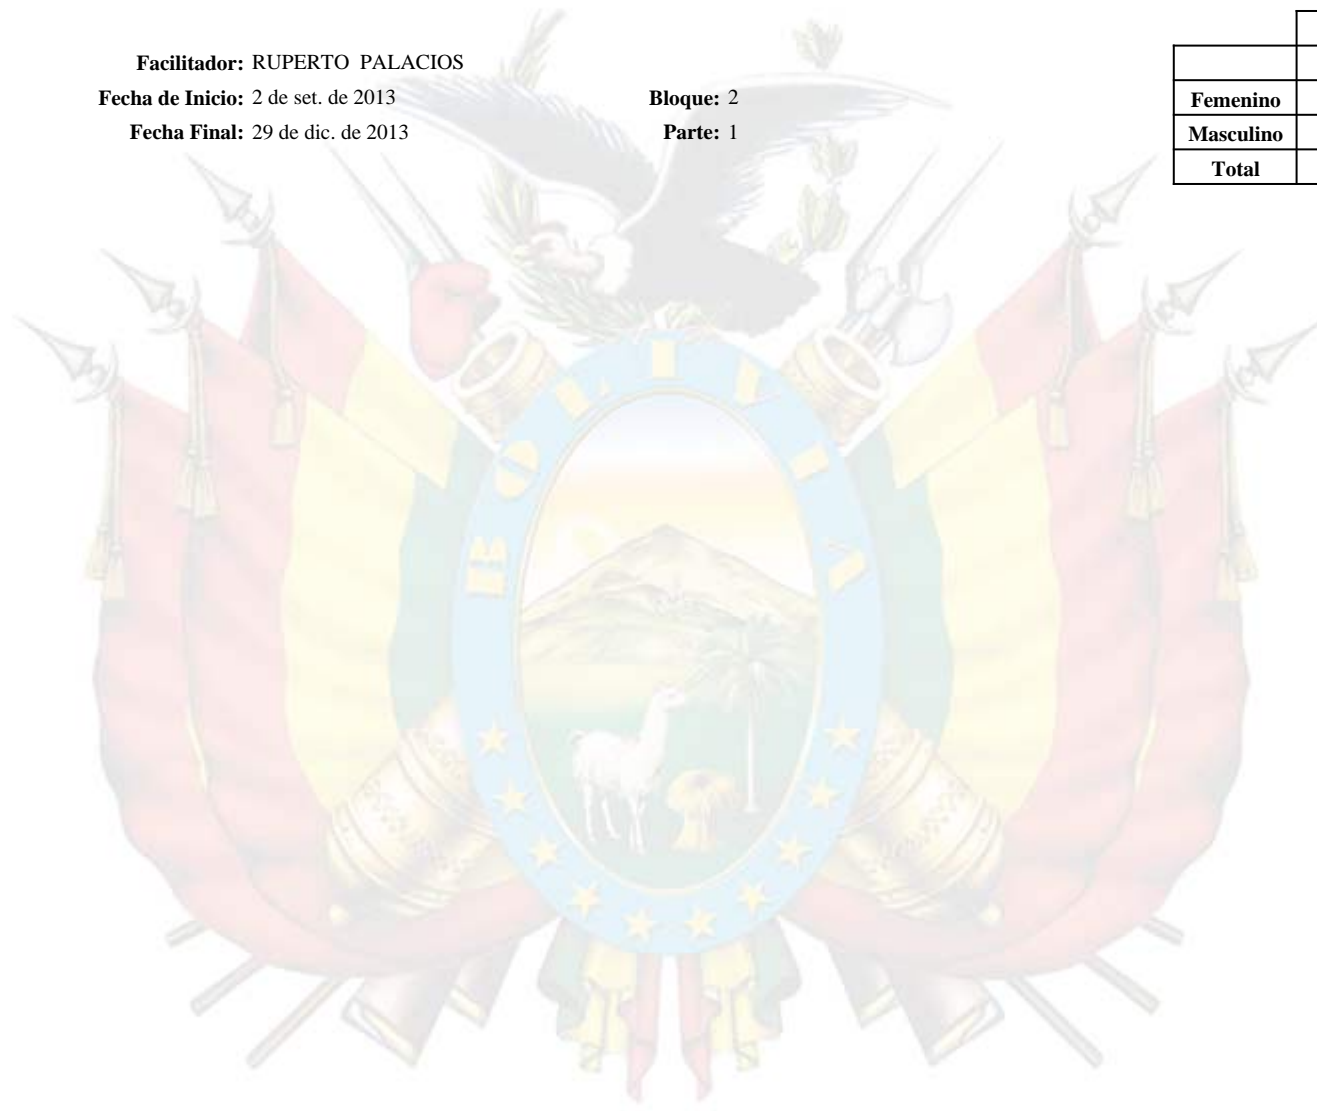 Facilitador: RUPERTO PALACIOS
Fecha de Inicio: 2 de set. de 2013 Bloque: 2
Fecha Final: 29 de dic. de 2013 Parte: 1
Femenino
Masculino
Total
BOLIVIA